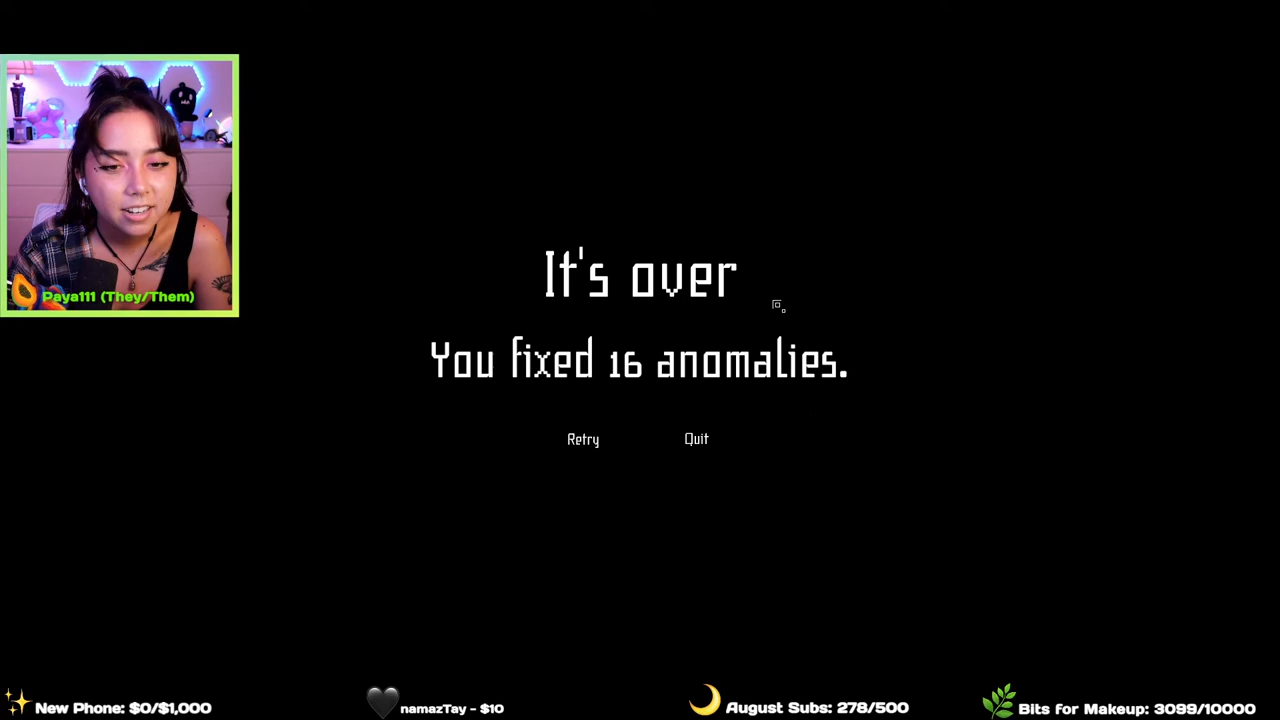 Paya111 (They/Them)
It's over
You fixed 16 anomalies.
Retry
Quit
New Phone: $0/$1,000
namazTay - $10
August Subs: 278/500
Bits for Makeup: 3099/10000